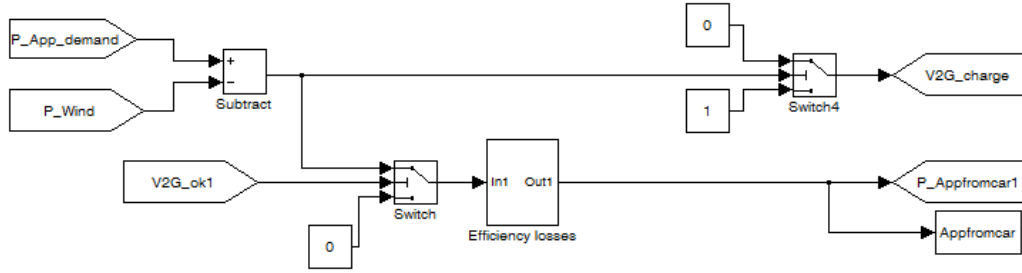 P_App_demand
+
−
Subtract
P_Wind
0
1
Switch4
V2G_charge
V2G_ok1
0
Switch
In1
Out1
Efficiency losses
P_Appfromcar1
Appfromcar